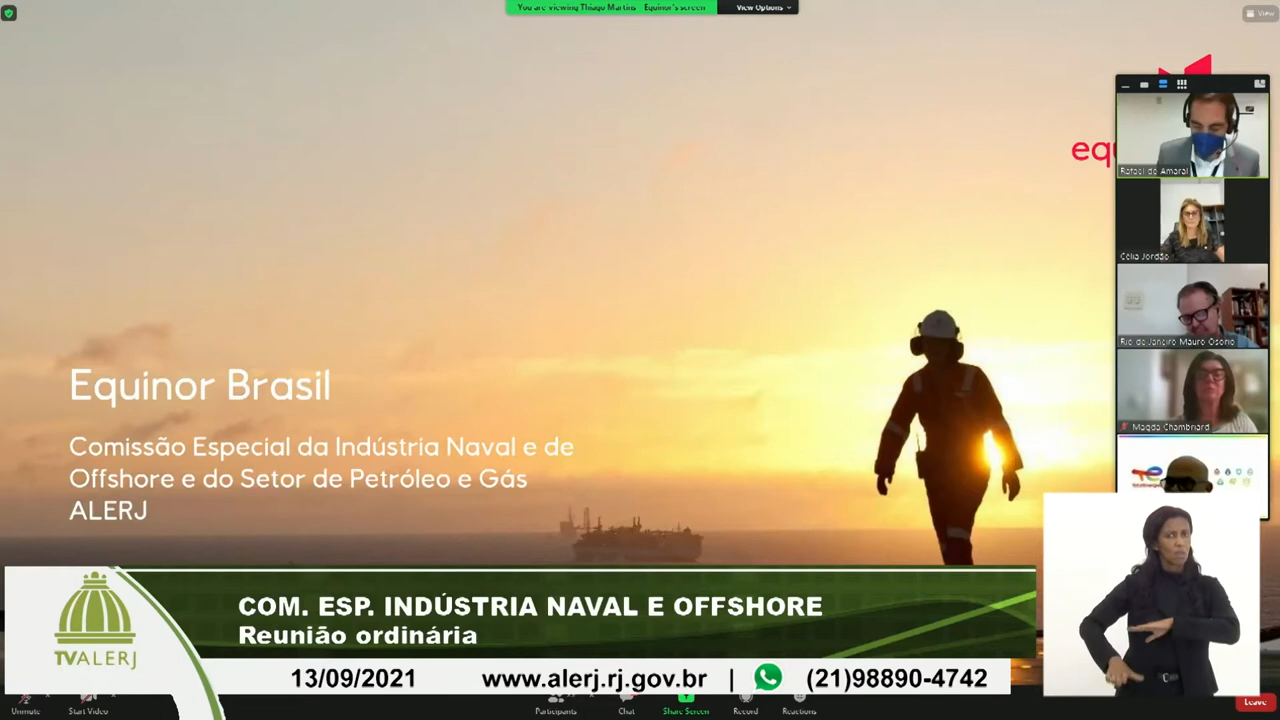 You are viewing Thiago Martins - Equinor's screen
View Options
View
equ
Rafael do Amaral
Célia Jordão
Rio de Janeiro Mauro Osorio
Magda Chambriard
TotalEnergies
Equinor Brasil
Comissão Especial da Indústria Naval e de
Offshore e do Setor de Petróleo e Gás
ALERJ
COM. ESP. INDÚSTRIA NAVAL E OFFSHORE
Reunião ordinária
TVALERJ
13/09/2021 www.alerj.rj.gov.br | (21)98890-4742
Unmute
Start Video
Participants
Chat
Share Screen
Record
Reactions
Leave